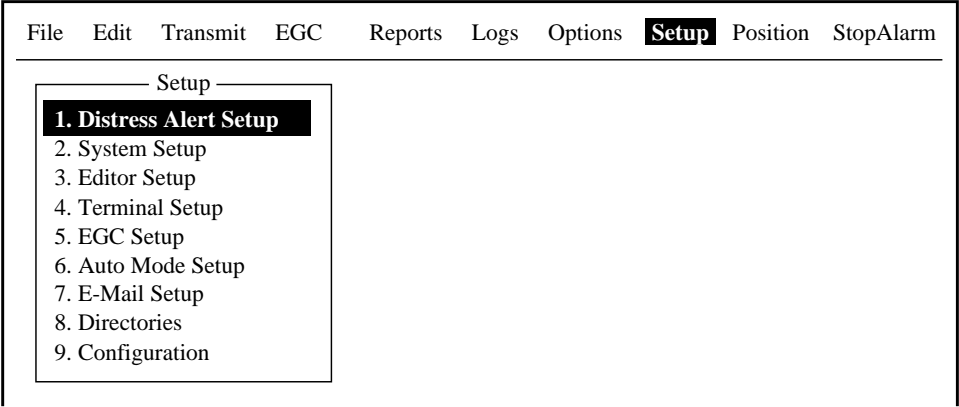 File Edit Transmit EGC Reports Logs Options Setup Position StopAlarm
Setup
1. Distress Alert Setup
2. System Setup
3. Editor Setup
4. Terminal Setup
5. EGC Setup
6. Auto Mode Setup
7. E-Mail Setup
8. Directories
9. Configuration